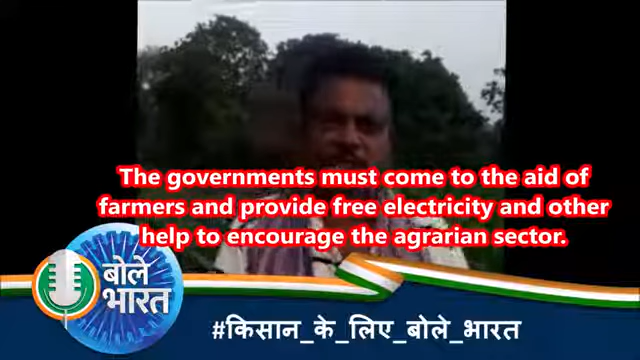 The governments must come to the aid of
farmers and provide free electricity and other
help to encourage the agrarian sector.
बोले
भारत
#किसान_के_लिए_बोले_भारत